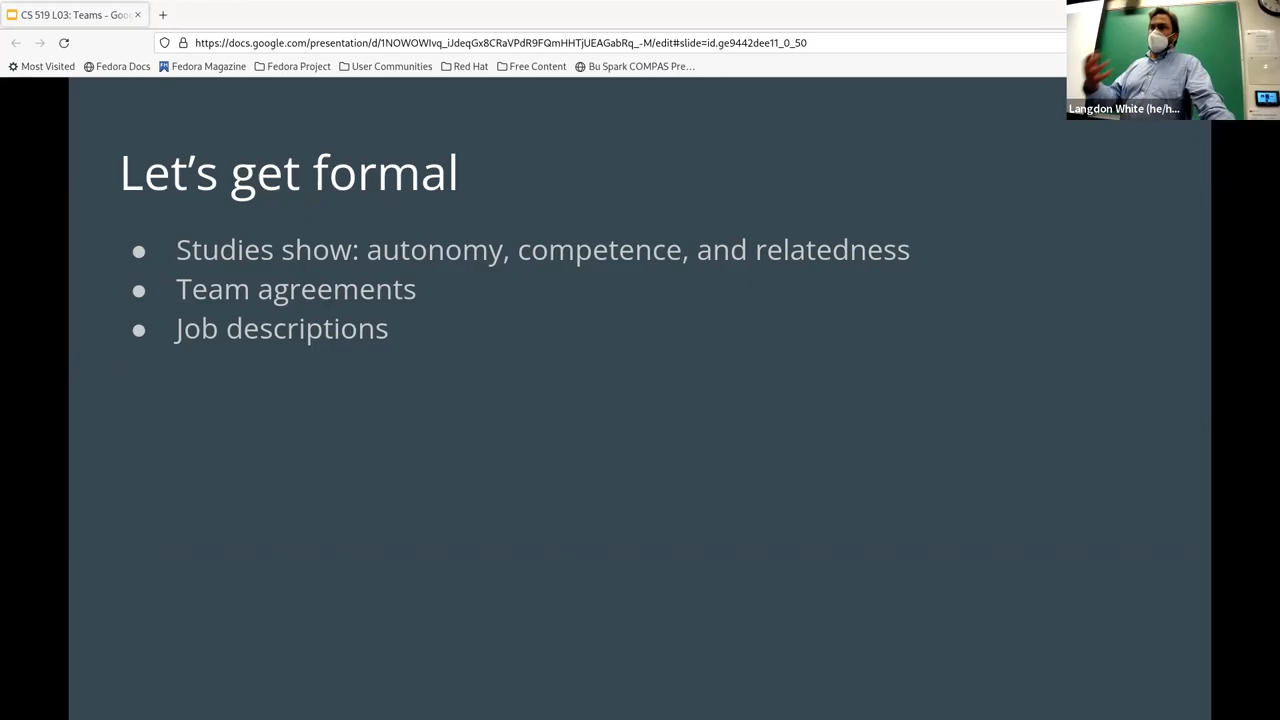 CS 519 L03: Teams - Goo
https://docs.google.com/presentation/d/1NOWOWIvq_iJdeqGx8CRaVPdR9FQmHHTjUEAGabRq_-M/edit#slide=id.ge9442dee11_0_50
Most Visited Fedora Docs Fedora Magazine Fedora Project User Communities Red Hat Free Content Bu Spark COMPAS Pre…
Langdon White (he/h...
Let’s get formal
● Studies show: autonomy, competence, and relatedness
● Team agreements
● Job descriptions